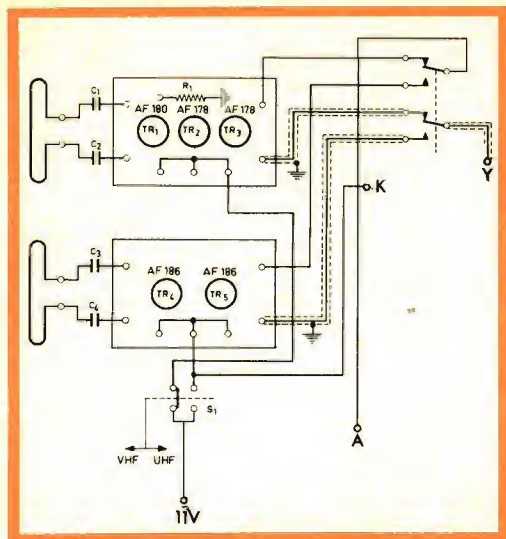 C1
R1
AF 180 AF 178 AF 178
TR1 TR2 TR3
C2
Y
K
C3
AF 186 AF 186
TR4 TR5
C4
S1
A
VHF UHF
11V